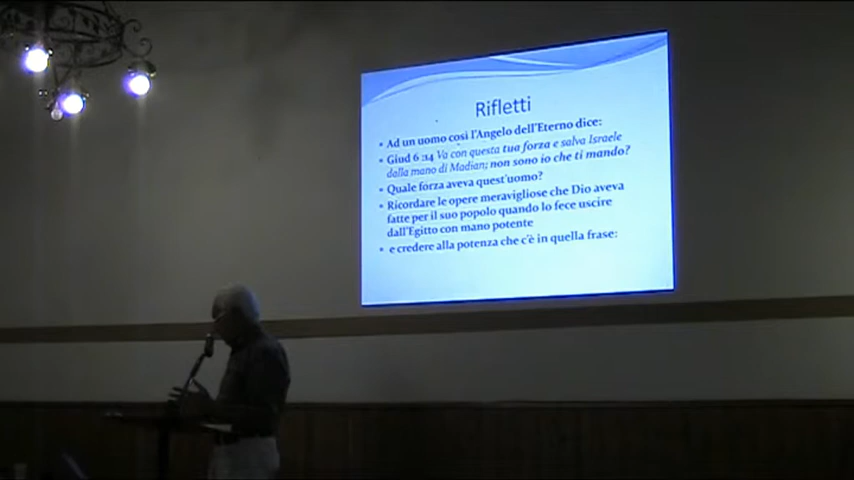 Rifletti
• Ad un uomo così l'Angelo dell'Eterno dice:
• Giud 6 :14 Va con questa tua forza e salva Israele
dalla mano di Madian; non sono io che ti mando?
• Quale forza aveva quest'uomo?
• Ricordare le opere meravigliose che Dio aveva
fatte per il suo popolo quando lo fece uscire
dall'Egitto con mano potente
• e credere alla potenza che c'è in quella frase: